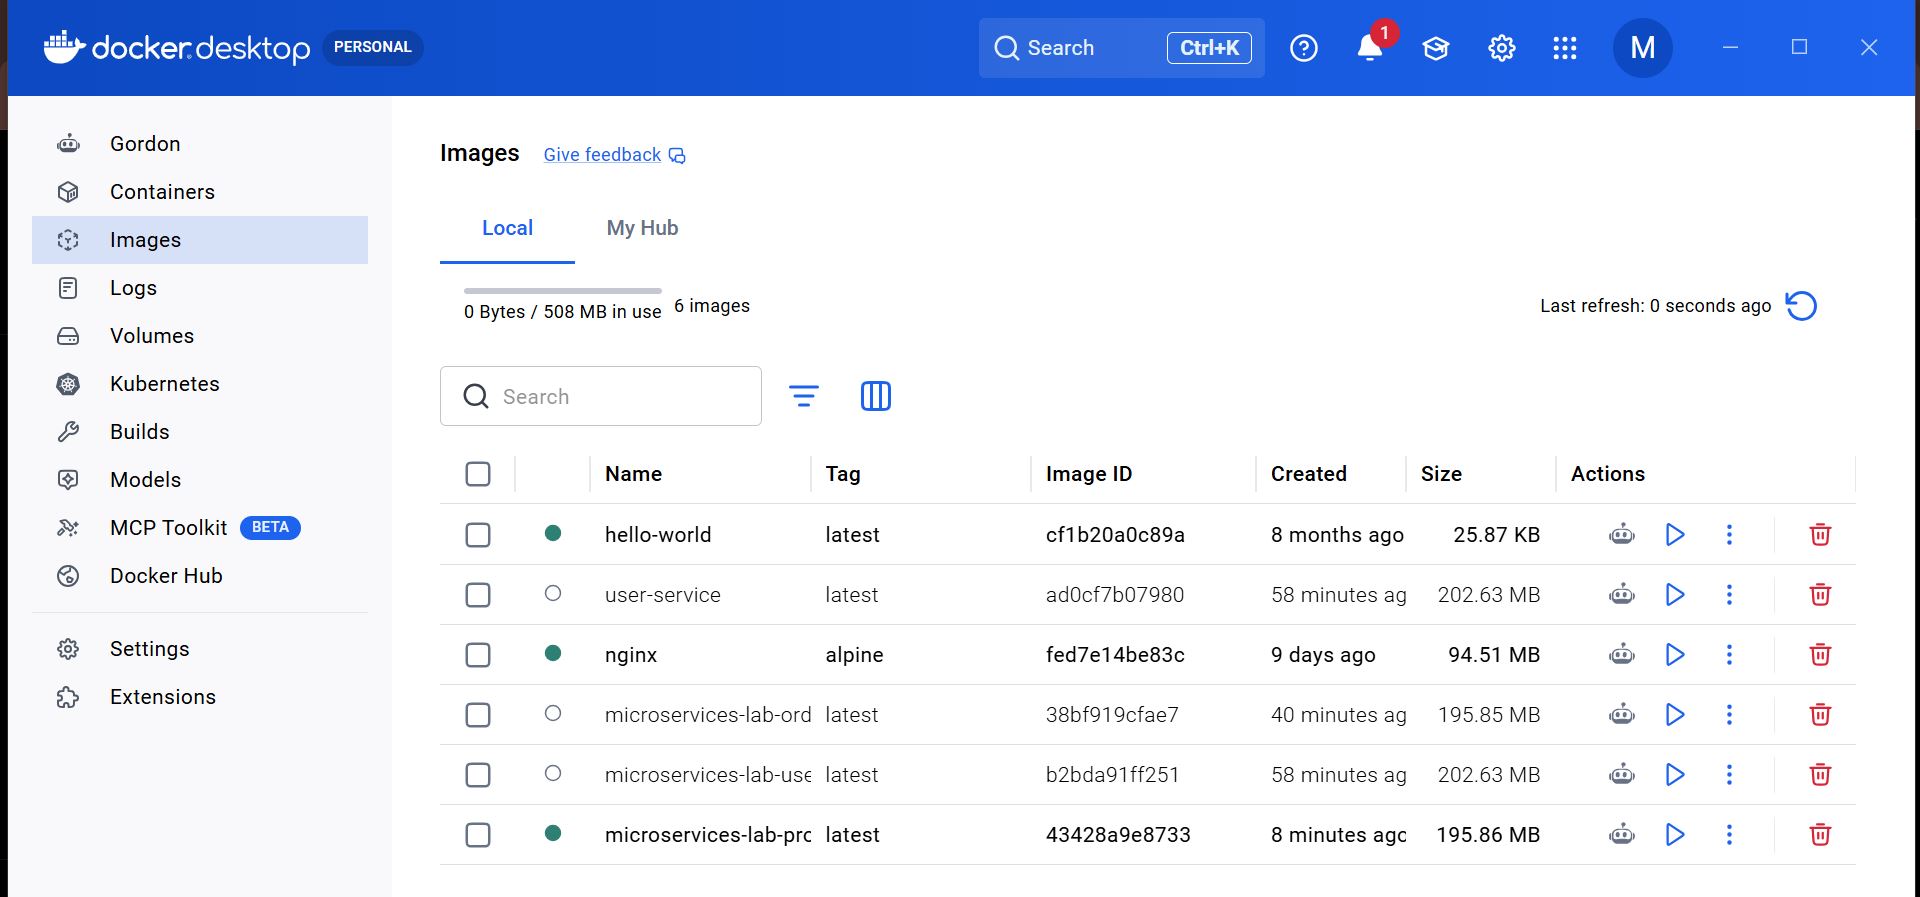 docker desktop PERSONAL Search Ctrl+K 1 M
Gordon
Containers
Images
Logs
Volumes
Kubernetes
Builds
Models
MCP Toolkit BETA
Docker Hub
Settings
Extensions
Images Give feedback
Local My Hub
0 Bytes / 508 MB in use 6 images Last refresh: 0 seconds ago
Search
Name Tag Image ID Created Size Actions
hello-world latest cf1b20a0c89a 8 months ago 25.87 KB
user-service latest ad0cf7b07980 58 minutes ag 202.63 MB
nginx alpine fed7e14be83c 9 days ago 94.51 MB
microservices-lab-ord latest 38bf919cfae7 40 minutes ag 195.85 MB
microservices-lab-use latest b2bda91ff251 58 minutes ag 202.63 MB
microservices-lab-pro latest 43428a9e8733 8 minutes ago 195.86 MB